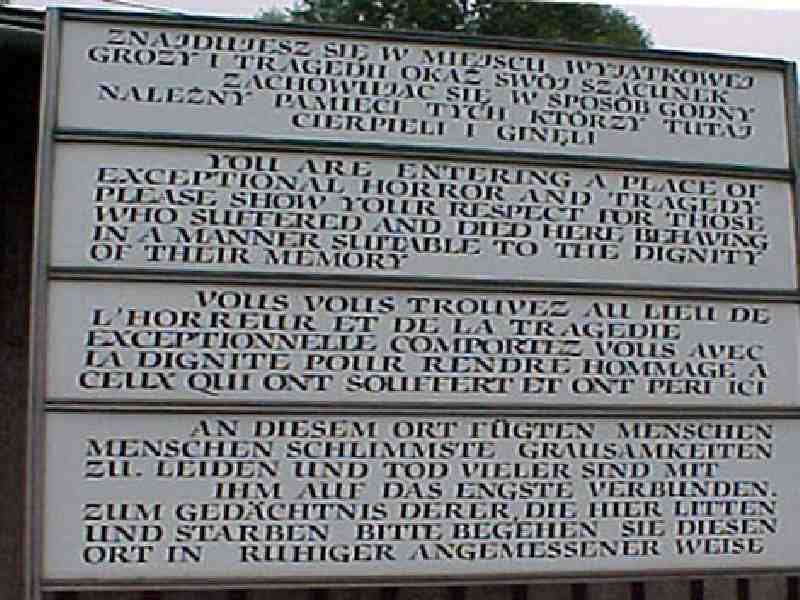 ZNAJDUJESZ SIĘ W MIEJSCU WYJĄTKOWEJ
GROZY I TRAGEDII OKAŻ SWÓJ SZACUNEK
ZACHOWUJĄC SIĘ W SPOSÓB GODNY
NALEŻNY PAMIĘCI TYCH KTÓRZY TUTAJ
CIERPIELI I GINĘLI
YOU ARE ENTERING A PLACE OF
EXCEPTIONAL HORROR AND TRAGEDY.
PLEASE SHOW YOUR RESPECT FOR THOSE
WHO SUFFERED AND DIED HERE BEHAVING
IN A MANNER SUITABLE TO THE DIGNITY
OF THEIR MEMORY
VOUS VOUS TROUVEZ AU LIEU DE
L'HORREUR ET DE LA TRAGEDIE
EXCEPTIONNELLE COMPORTEZ VOUS AVEC
LA DIGNITE POUR RENDRE HOMMAGE A
CEUX QUI ONT SOUFFERT ET ONT PERI ICI
AN DIESEM ORT FÜGTEN MENSCHEN
MENSCHEN SCHLIMMSTE GRAUSAMKEITEN
ZU. LEIDEN UND TOD VIELER SIND MIT
IHM AUF DAS ENGSTE VERBUNDEN.
ZUM GEDÄCHTNIS DERER, DIE HIER LITTEN
UND STARBEN BITTE BEGEHEN SIE DIESEN
ORT IN RUHIGER ANGEMESSENER WEISE